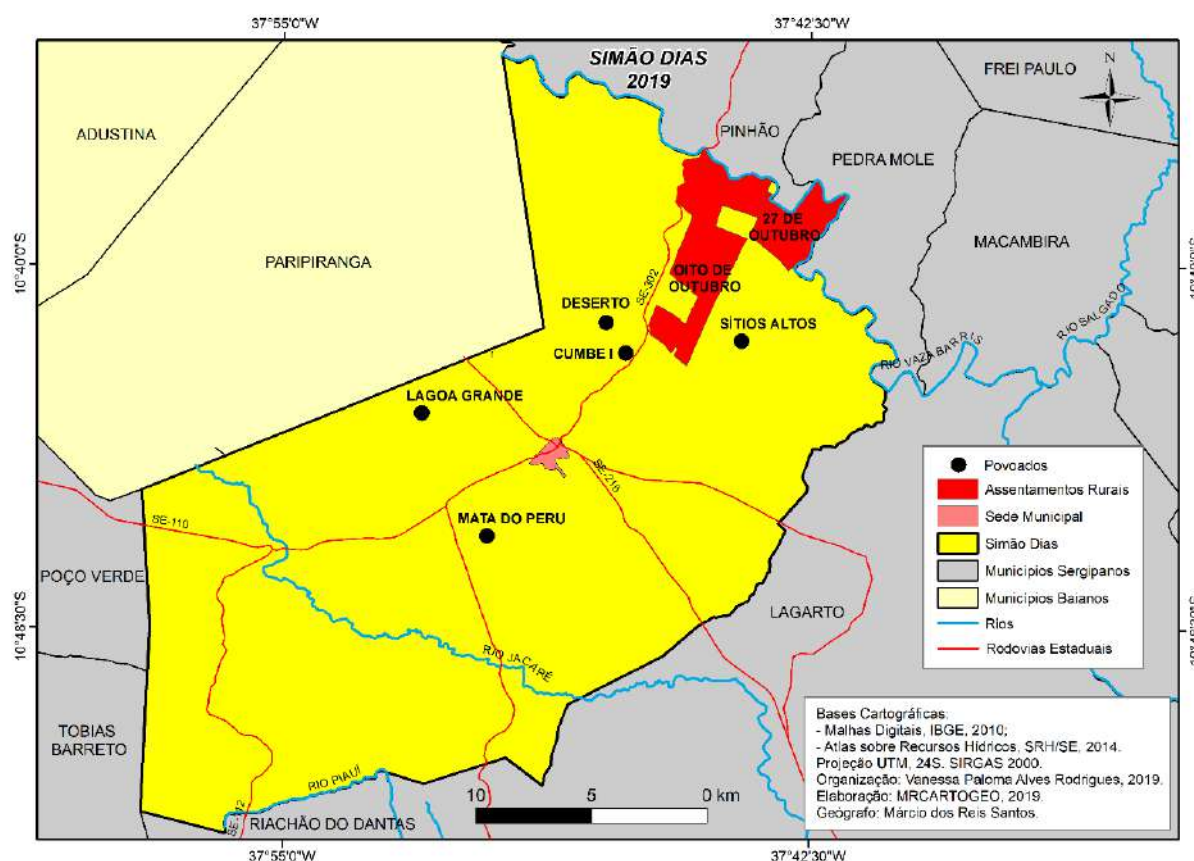 37°55'0"W
37°42'30"W
SIMÃO DIAS
2019
FREI PAULO
N
ADUSTINA
PINHÃO
PEDRA MOLE
27 DE
OUTUBRO
MACAMBIRA
PARIPIRANGA
10°40'0"S
OITO DE
OUTUBRO
SE-302
DESERTO
SÍTIOS ALTOS
RIO SALGADO
CUMBE I
RIO VAZA BARRIS
LAGOA GRANDE
SE-218
SE-110
MATA DO PERU
POÇO VERDE
LAGARTO
10°48'30"S
RIO JACARÉ
TOBIAS
BARRETO
RIO PIAUÍ
SE-112
RIACHÃO DO DANTAS
Povoados
Assentamentos Rurais
Sede Municipal
Simão Dias
Municípios Sergipanos
Municípios Baianos
Rios
Rodovias Estaduais
Bases Cartográficas:
- Malhas Digitais, IBGE, 2010;
- Atlas sobre Recursos Hídricos, SRH/SE, 2014.
Projeção UTM, 24S. SIRGAS 2000.
Organização: Vanessa Paloma Alves Rodrigues, 2019.
Elaboração: MRCARTOGEO, 2019.
Geógrafo: Márcio dos Reis Santos.
10 5 0 km
37°55'0"W
37°42'30"W